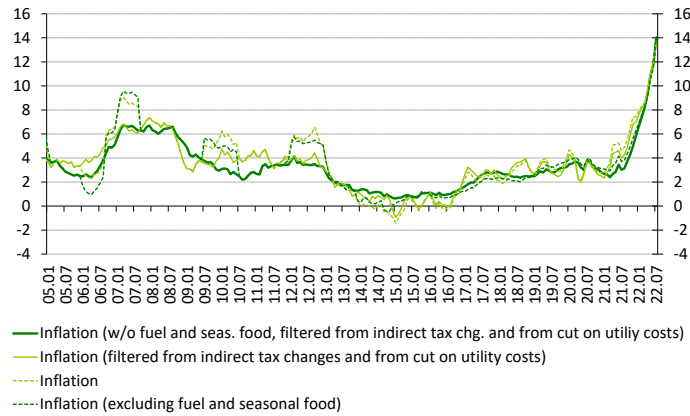 16 16
14 14
12 12
10 10
8 8
6 6
4 4
2 2
0 0
-2 -2
-4 -4
05.01 05.07 06.01 06.07 07.01 07.07 08.01 08.07 09.01 09.07 10.01 10.07 11.01 11.07 12.01 12.07 13.01 13.07 14.01 14.07 15.01 15.07 16.01 16.07 17.01 17.07 18.01 18.07 19.01 19.07 20.01 20.07 21.01 21.07 22.01 22.07
Inflation (w/o fuel and seas. food, filtered from indirect tax chg. and from cut on utiliy costs)
Inflation (filtered from indirect tax changes and from cut on utility costs)
Inflation
Inflation (excluding fuel and seasonal food)